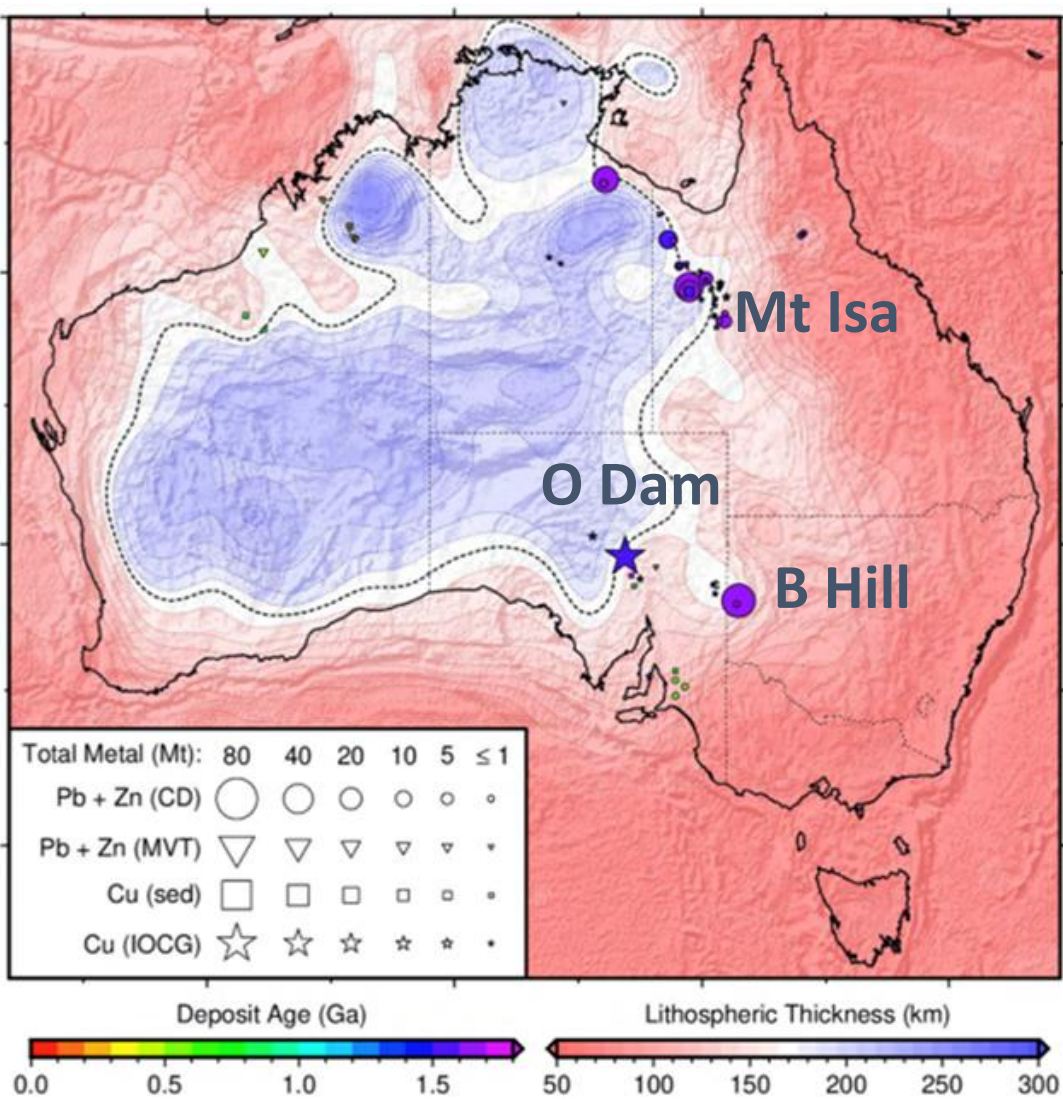 Mt Isa
O Dam
B Hill
Total Metal (Mt): 80 40 20 10 5 ≤ 1
Pb + Zn (CD)
Pb + Zn (MVT)
Cu (sed)
Cu (IOCG)
Deposit Age (Ga)
0.0 0.5 1.0 1.5
Lithospheric Thickness (km)
50 100 150 200 250 300